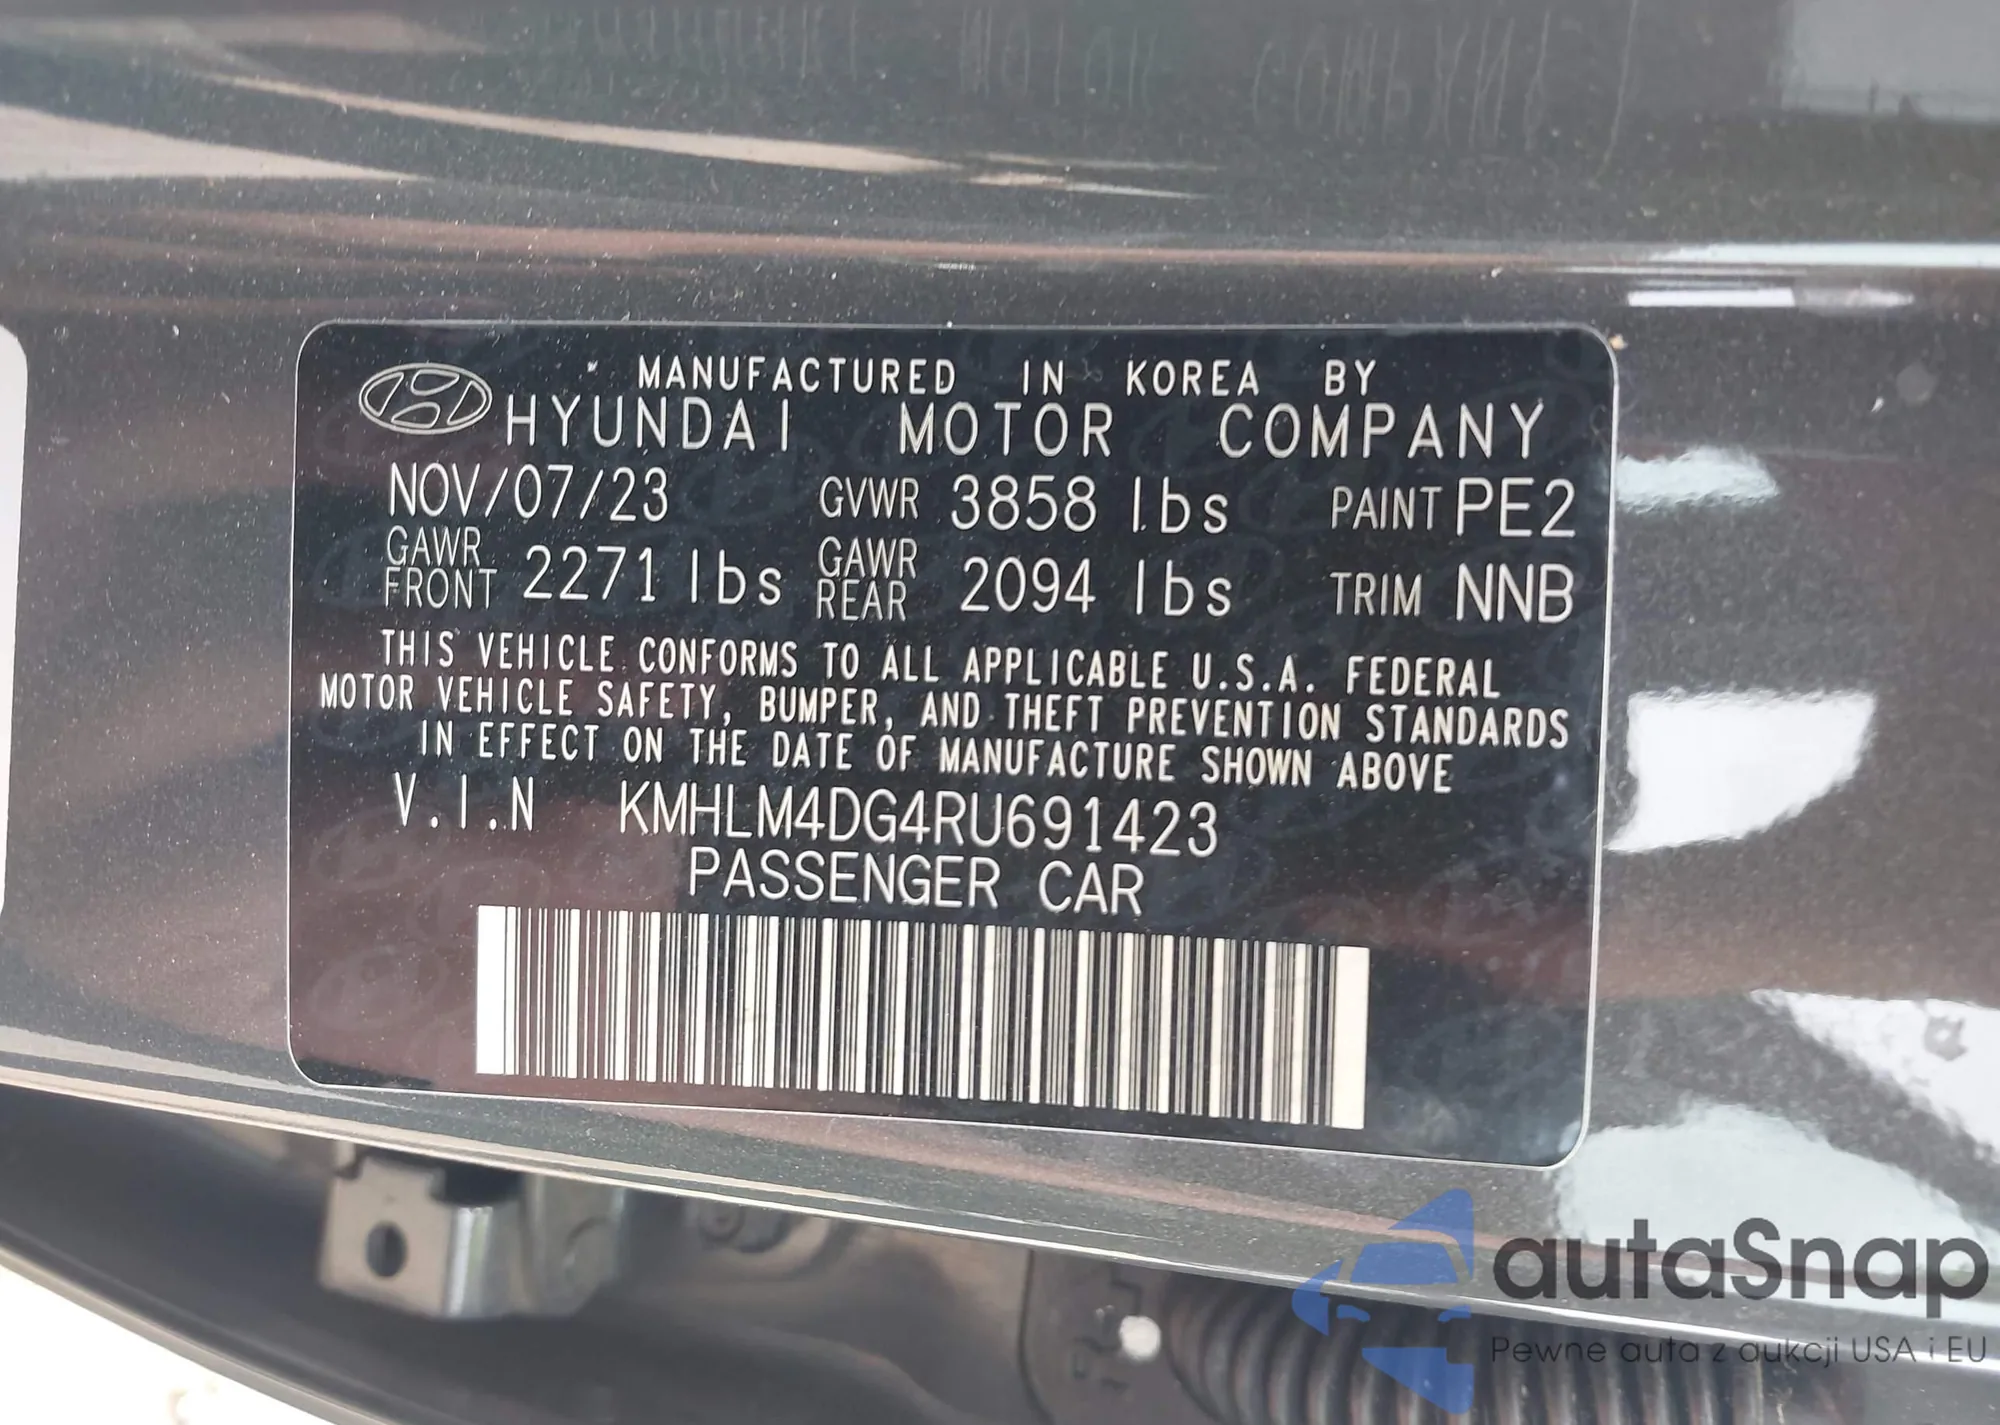 MANUFACTURED IN KOREA BY
HYUNDAI MOTOR COMPANY
NOV/07/23 GVWR 3858 lbs PAINT PE2
GAWR FRONT 2271 lbs GAWR REAR 2094 lbs TRIM NNB
THIS VEHICLE CONFORMS TO ALL APPLICABLE U.S.A. FEDERAL
MOTOR VEHICLE SAFETY, BUMPER, AND THEFT PREVENTION STANDARDS
IN EFFECT ON THE DATE OF MANUFACTURE SHOWN ABOVE
V.I.N KMHLM4DG4RU691423
PASSENGER CAR
autaSnap
Pewne auta z aukcji USA i EU